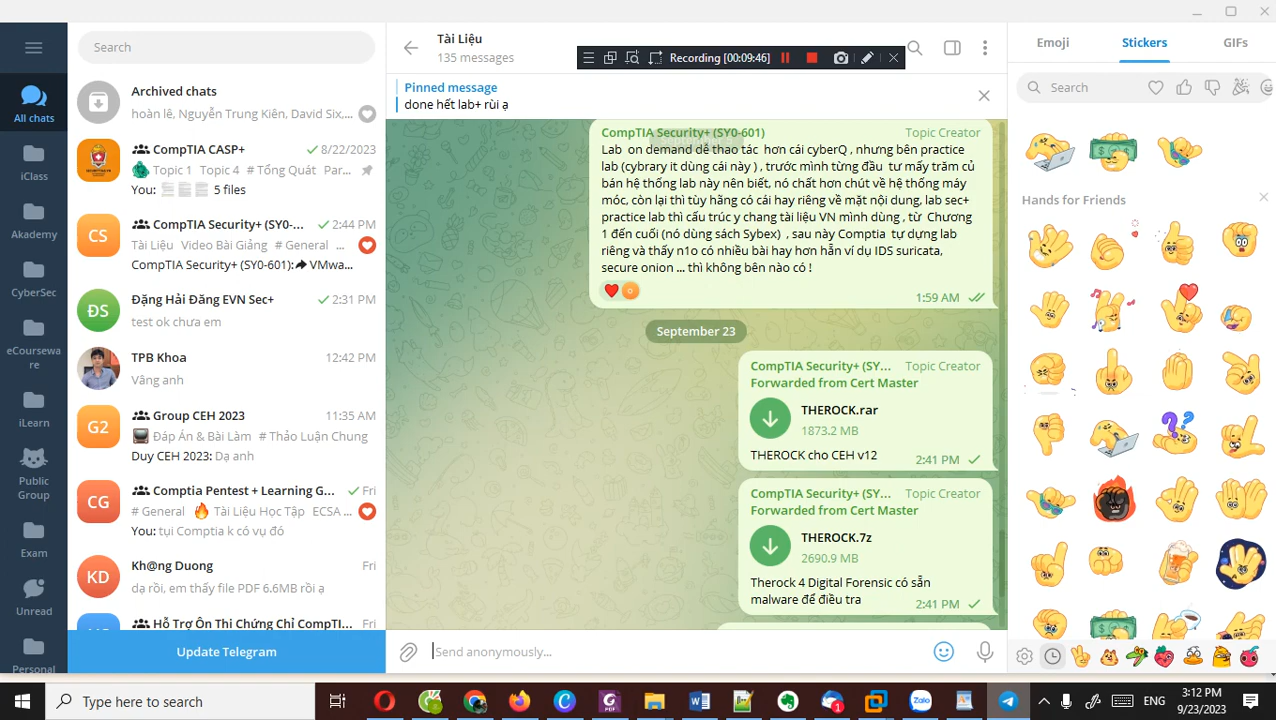 Search
All chats
iClass
Akademy
CyberSec
eCoursewa
re
iLearn
Public
Group
Exam
Unread
Personal
Archived chats
hoàn lê, Nguyễn Trung Kiên, David Six,...
CompTIA CASP+ 8/22/2023
Topic 1 Topic 4 # Tổng Quát Par...
You: 5 files
CS
CompTIA Security+ (SY0-... 2:44 PM
Tài Liệu Video Bài Giảng # General ...
CompTIA Security+ (SY0-601): VMwa...
ĐS
Đặng Hải Đăng EVN Sec+ 2:31 PM
test ok chưa em
TPB Khoa 12:42 PM
Vâng anh
G2
Group CEH 2023 11:35 AM
Đáp Án & Bài Làm # Thảo Luận Chung
Duy CEH 2023: Dạ anh
CG
Comptia Pentest + Learning G... Fri
# General Tài Liệu Học Tập ECSA ...
You: tụi Comptia k có vụ đó
KD
Kh@ng Duong Fri
dạ rồi, em thấy file PDF 6.6MB rồi ạ
Hỗ Trợ Ôn Thi Chứng Chỉ CompTI...
Update Telegram
Tài Liệu
135 messages
Recording [00:09:46]
Pinned message
done hết lab+ rùi ạ
CompTIA Security+ (SY0-601) Topic Creator
Lab on demand dễ thao tác hơn cái cyberQ , nhưng bên practice
lab (cybrary it dùng cái này ) , trước mình từng đầu tư mấy trăm củ
bán hệ thống lab này nên biết, nó chất hơn chút về hệ thống máy
móc, còn lại thì tùy hãng có cái hay riêng về mặt nội dung, lab sec+
practice lab thì cấu trúc y chang tài liệu VN mình dùng , từ Chương
1 đến cuối (nó dùng sách Sybex) , sau này Comptia tự dựng lab
riêng và thấy n1o có nhiều bài hay hơn hẳn ví dụ IDS suricata,
secure onion ... thì không bên nào có !
1:59 AM
September 23
CompTIA Security+ (SY... Topic Creator
Forwarded from Cert Master
THEROCK.rar
1873.2 MB
THEROCK cho CEH v12
2:41 PM
CompTIA Security+ (SY... Topic Creator
Forwarded from Cert Master
THEROCK.7z
2690.9 MB
Therock 4 Digital Forensic có sẵn
malware để điều tra
2:41 PM
Send anonymously...
Emoji Stickers GIFs
Search
Hands for Friends
Type here to search
PDF
Zalo
1
ENG
3:12 PM
9/23/2023